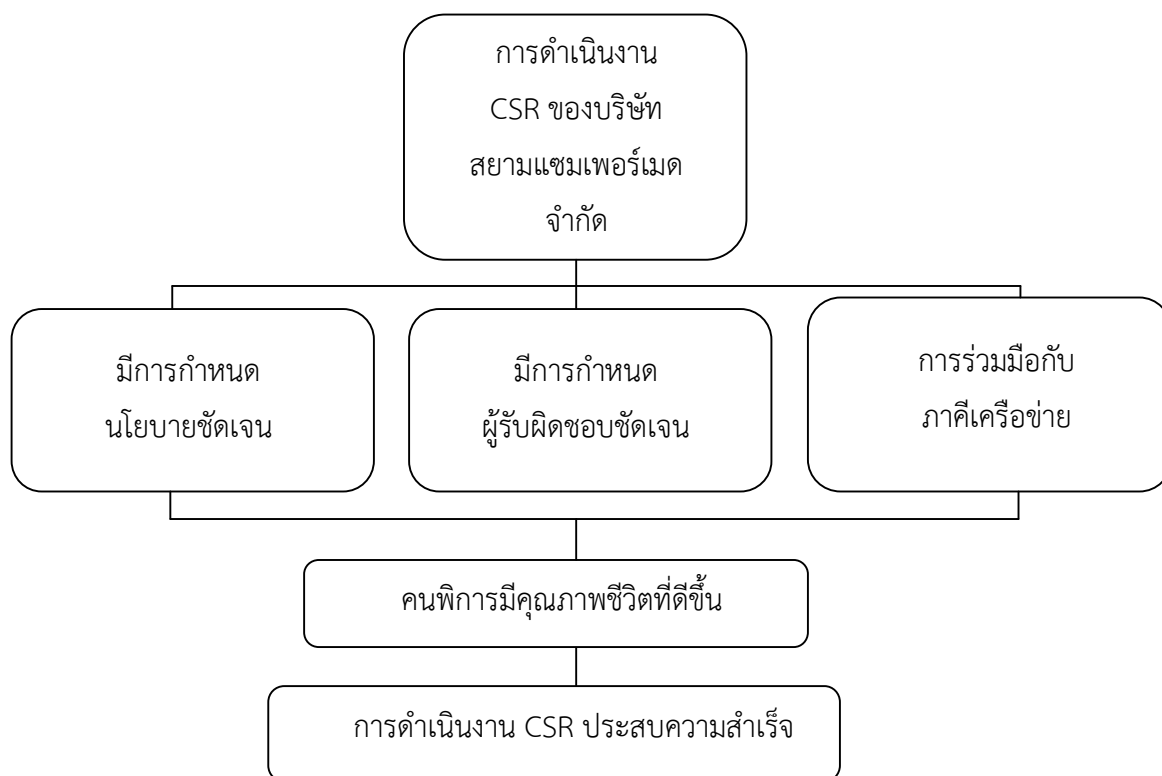 การดำเนินงาน
CSR ของบริษัท
สยามแซมเพอร์เมด
จำกัด
มีการกำหนด
นโยบายชัดเจน
มีการกำหนด
ผู้รับผิดชอบชัดเจน
การร่วมมือกับ
ภาคีเครือข่าย
คนพิการมีคุณภาพชีวิตที่ดีขึ้น
การดำเนินงาน CSR ประสบความสำเร็จ